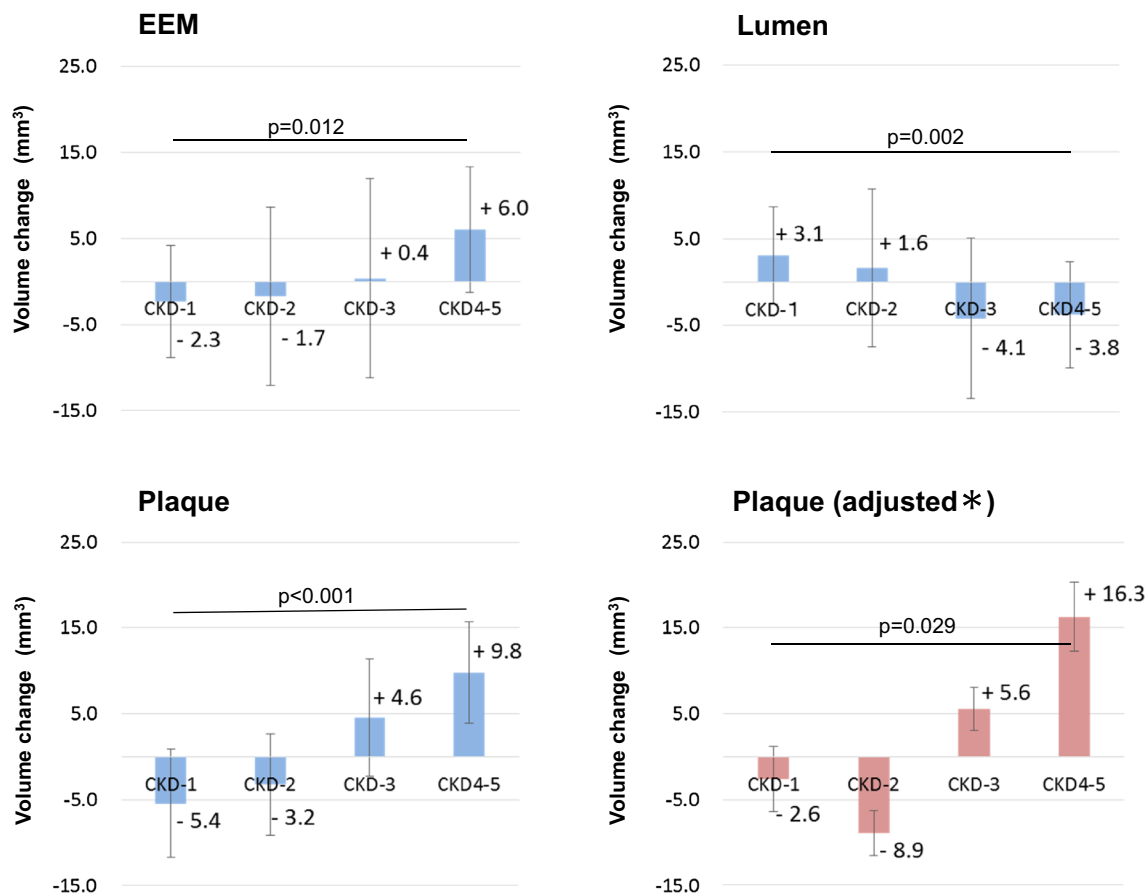 EEM
Volume change (mm³)
25.0
15.0
5.0
-5.0
-15.0
p=0.012
CKD-1
CKD-2
CKD-3
CKD4-5
- 2.3
- 1.7
+ 0.4
+ 6.0
Lumen
Volume change (mm³)
25.0
15.0
5.0
-5.0
-15.0
p=0.002
CKD-1
CKD-2
CKD-3
CKD4-5
+ 3.1
+ 1.6
- 4.1
- 3.8
Plaque
Volume change (mm³)
25.0
15.0
5.0
-5.0
-15.0
p<0.001
CKD-1
CKD-2
CKD-3
CKD4-5
- 5.4
- 3.2
+ 4.6
+ 9.8
Plaque (adjusted＊)
Volume change (mm³)
25.0
15.0
5.0
-5.0
-15.0
p=0.029
CKD-1
CKD-2
CKD-3
CKD4-5
- 2.6
- 8.9
+ 5.6
+ 16.3